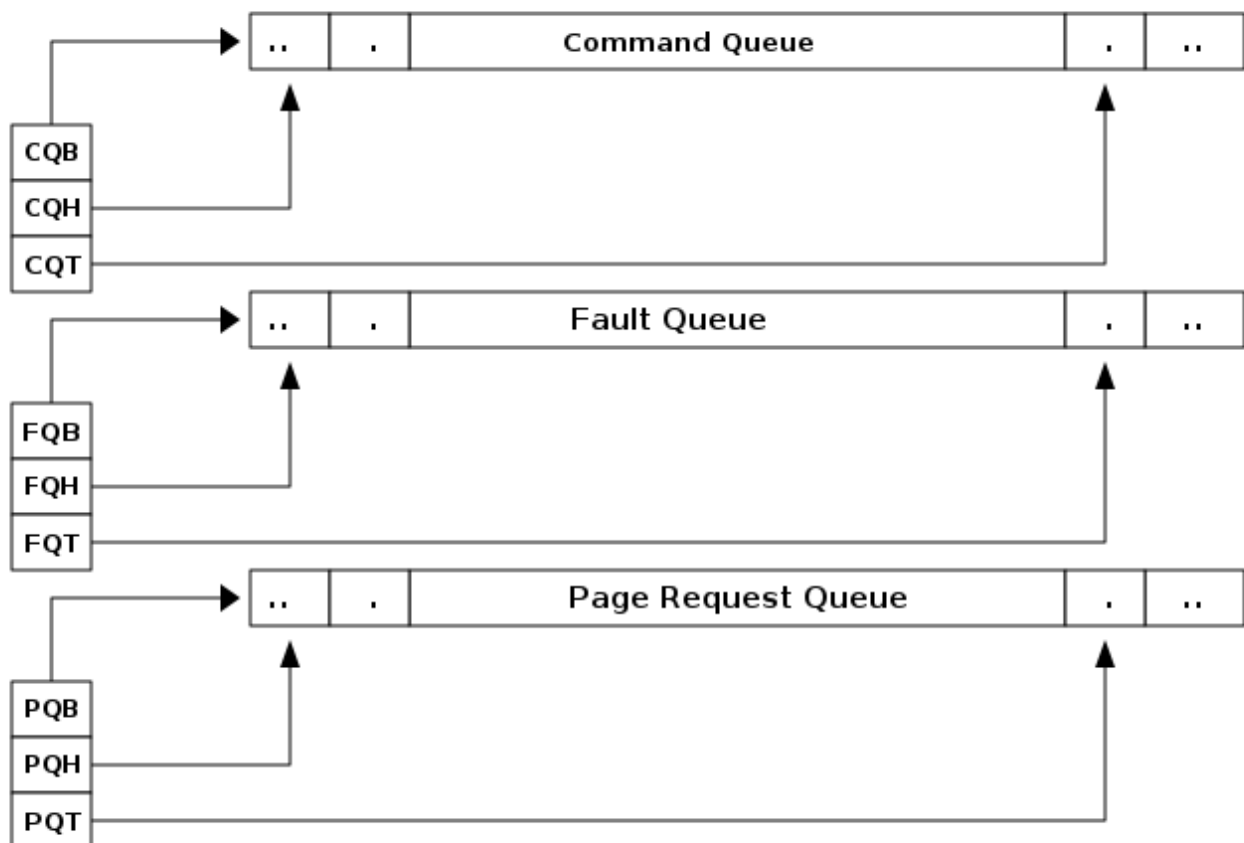 .. . Command Queue . ..
CQB
CQH
CQT
.. . Fault Queue . ..
FQB
FQH
FQT
.. . Page Request Queue . ..
PQB
PQH
PQT